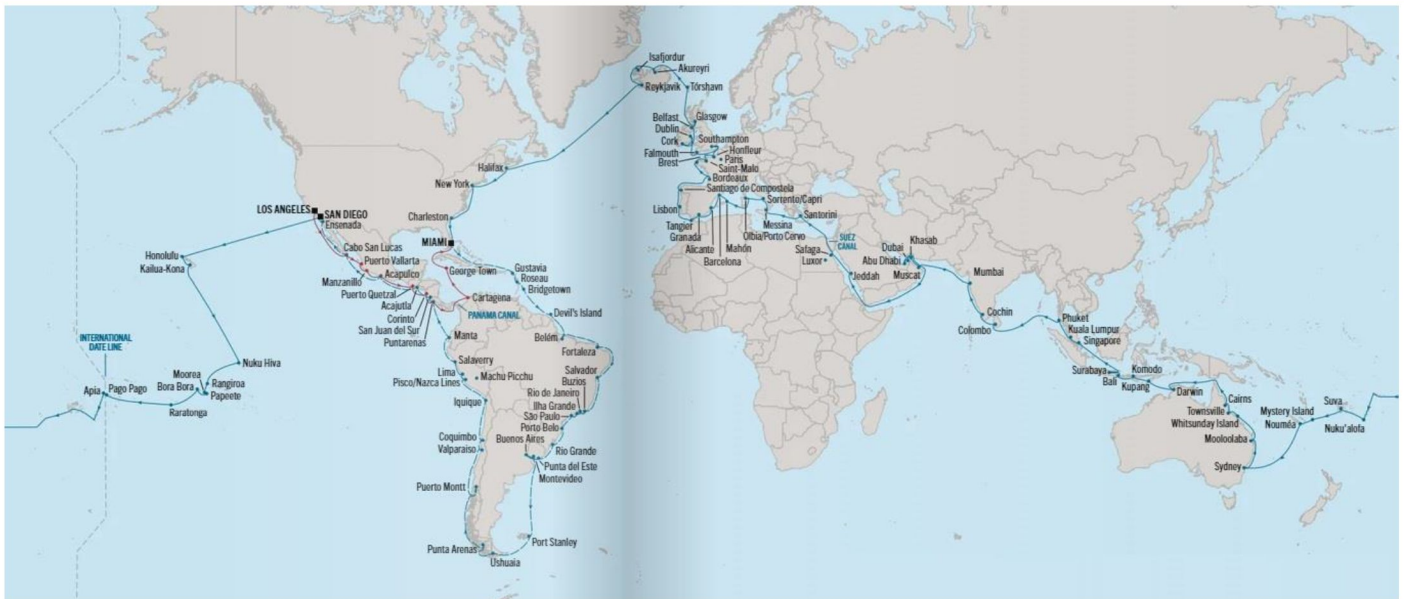 Isafjordur
Akureyri
Reykjavik
Tórshavn
Belfast
Glasgow
Dublin
Cork
Southampton
Falmouth
Honfleur
Brest
Paris
Saint-Malo
Bordeaux
Santiago de Compostela
Lisbon
Sorrento/Capri
Santorini
Tangier
Messina
Granada
Olbia/Porto Cervo
Alicante
Mahón
Barcelona
SUEZ
CANAL
Safaga
Luxor
Dubai
Khasab
Abu Dhabi
Muscat
Jeddah
Mumbai
Cochin
Colombo
Phuket
Kuala Lumpur
Singapore
Surabaya
Komodo
Bali
Kupang
Darwin
Cairns
Townsville
Whitsunday Island
Mooloolaba
Sydney
Mystery Island
Nouméa
Suva
Nuku'alofa
Halifax
New York
Charleston
MIAMI
LOS ANGELES
SAN DIEGO
Ensenada
Honolulu
Kailua-Kona
Cabo San Lucas
Puerto Vallarta
Manzanillo
Acapulco
Puerto Quetzal
Acajutla
Corinto
San Juan del Sur
Puntarenas
George Town
Cartagena
PANAMA CANAL
Gustavia
Roseau
Bridgetown
Devil's Island
Belém
Fortaleza
Manta
Salaverry
Lima
Machu Picchu
Pisco/Nazca Lines
Iquique
Salvador
Buzios
Rio de Janeiro
Ilha Grande
São Paulo
Porto Belo
Buenos Aires
Rio Grande
Punta del Este
Montevideo
Coquimbo
Valparaiso
Puerto Montt
Punta Arenas
Ushuaia
Port Stanley
INTERNATIONAL
DATE LINE
Nuku Hiva
Moorea
Bora Bora
Rangiroa
Papeete
Apia
Pago Pago
Raratonga